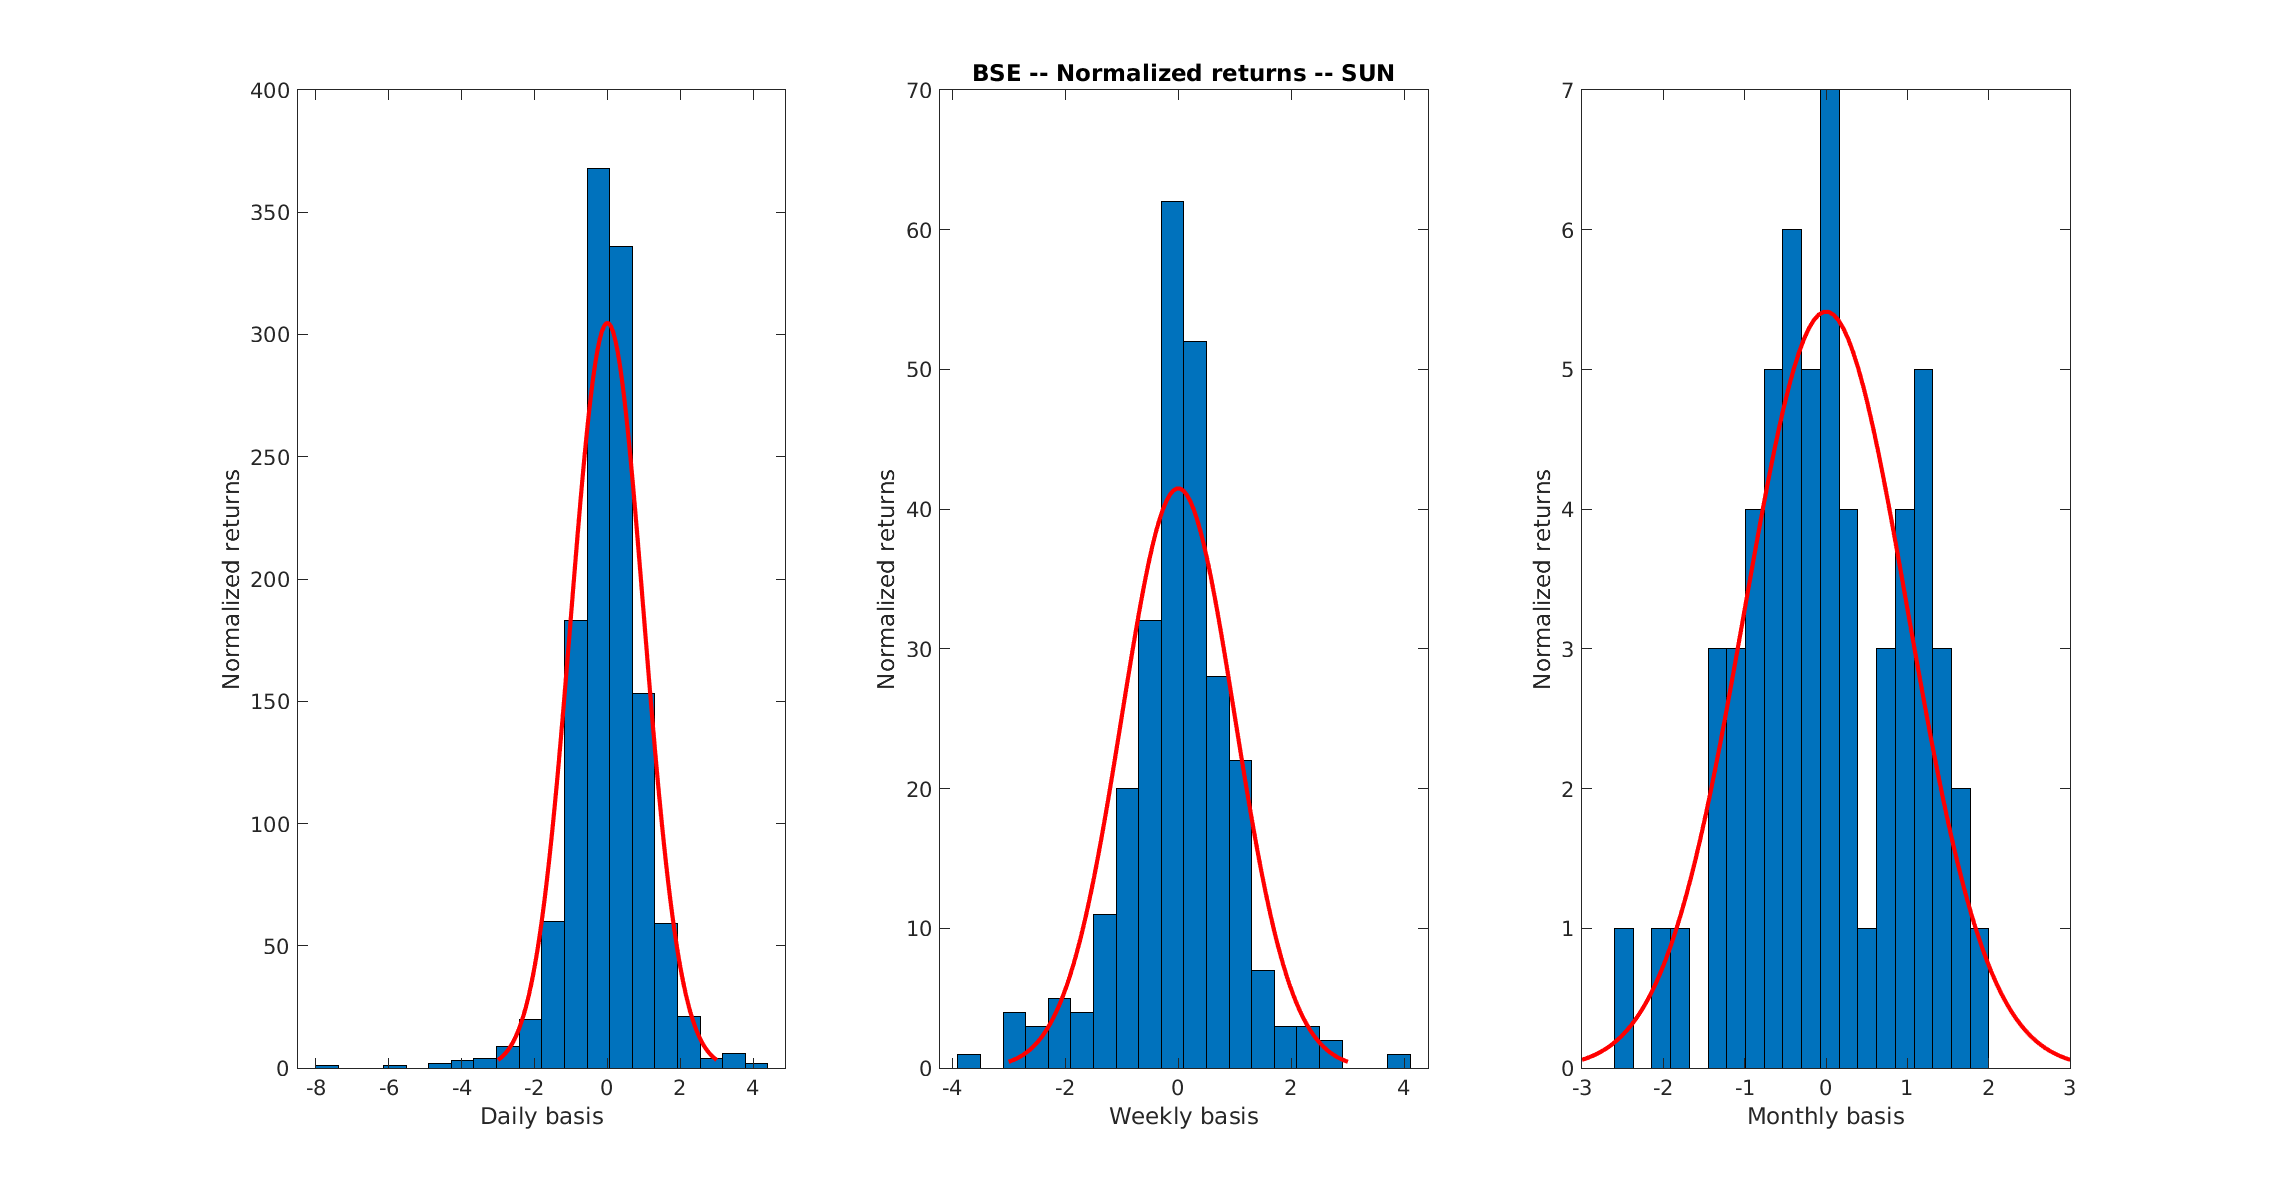 BSE -- Normalized returns -- SUN
400
350
300
250
200
150
100
50
0
Normalized returns
-8 -6 -4 -2 0 2 4
Daily basis
70
60
50
40
30
20
10
0
Normalized returns
-4 -2 0 2 4
Weekly basis
7
6
5
4
3
2
1
0
Normalized returns
-3 -2 -1 0 1 2 3
Monthly basis